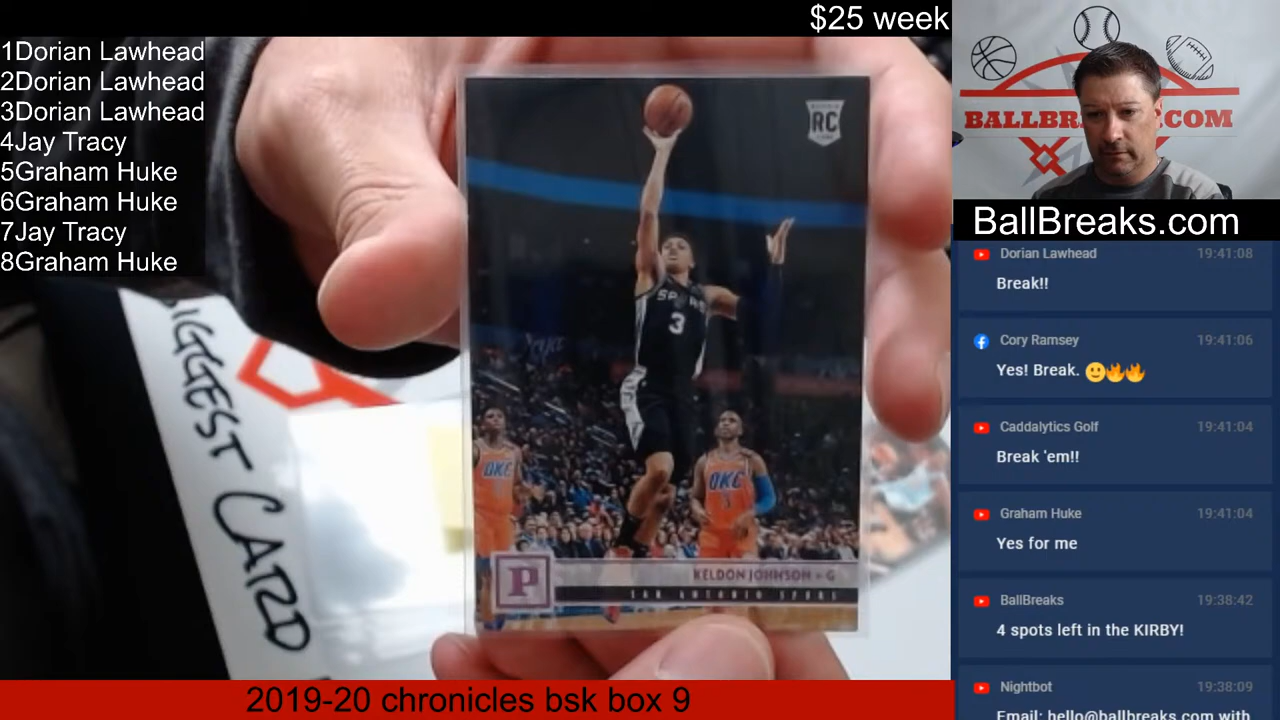 $25 week
1Dorian Lawhead
2Dorian Lawhead
3Dorian Lawhead
4Jay Tracy
5Graham Huke
6Graham Huke
7Jay Tracy
8Graham Huke
RC
SPURS
3
OKC
OKC
P
KELDON JOHNSON • G
SAN ANTONIO SPURS
BIGGEST CARD
2019-20 chronicles bsk box 9
BALLBR .COM
BallBreaks.com
Dorian Lawhead 19:41:08
Break!!
Cory Ramsey 19:41:06
Yes! Break. 🙂🔥🔥
Caddalytics Golf 19:41:04
Break 'em!!
Graham Huke 19:41:04
Yes for me
BallBreaks 19:38:42
4 spots left in the KIRBY!
Nightbot 19:38:09
Email: hello@ballbreaks.com with